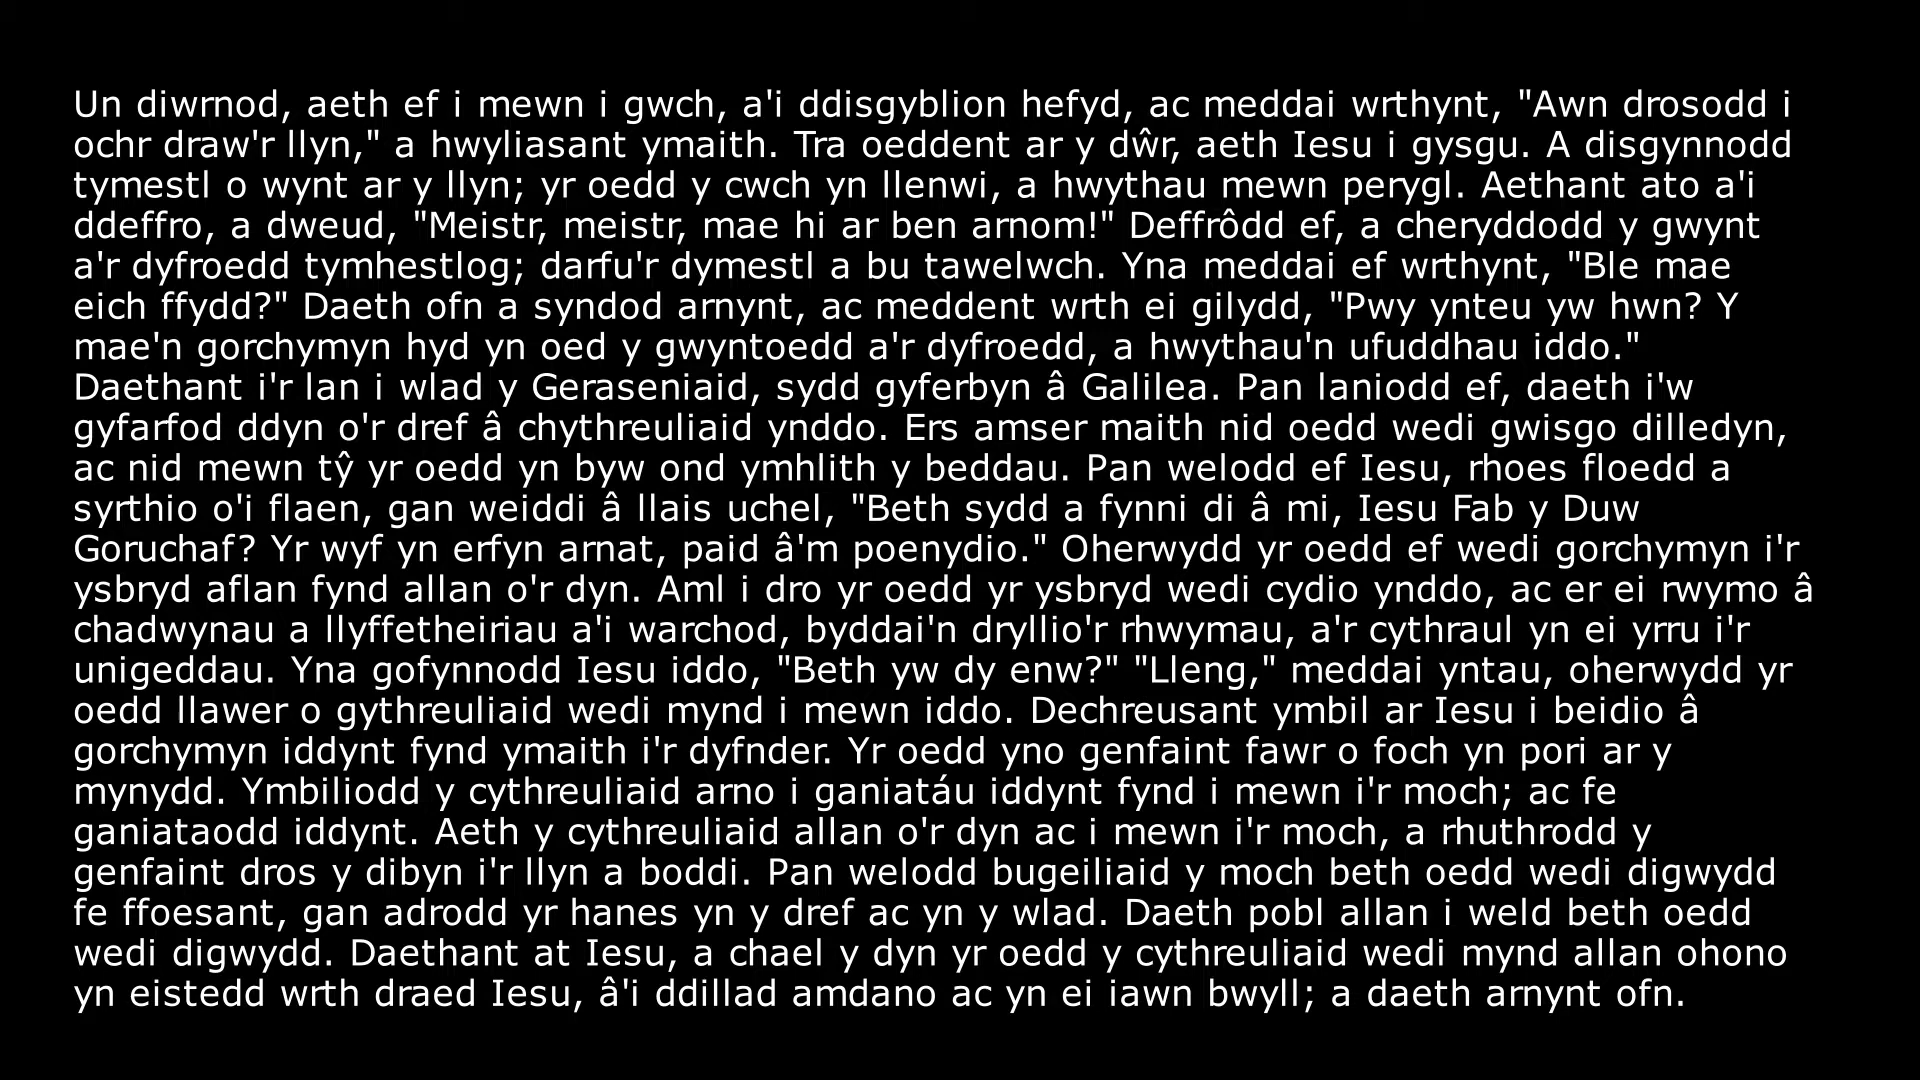 Un diwrnod, aeth ef i mewn i gwch, a'i ddisgyblion hefyd, ac meddai wrthynt, "Awn drosodd i
ochr draw'r llyn," a hwyliasant ymaith. Tra oeddent ar y dŵr, aeth Iesu i gysgu. A disgynnodd
tymestl o wynt ar y llyn; yr oedd y cwch yn llenwi, a hwythau mewn perygl. Aethant ato a'i
ddeffro, a dweud, "Meistr, meistr, mae hi ar ben arnom!" Deffrôdd ef, a cheryddodd y gwynt
a'r dyfroedd tymhestlog; darfu'r dymestl a bu tawelwch. Yna meddai ef wrthynt, "Ble mae
eich ffydd?" Daeth ofn a syndod arnynt, ac meddent wrth ei gilydd, "Pwy ynteu yw hwn? Y
mae'n gorchymyn hyd yn oed y gwyntoedd a'r dyfroedd, a hwythau'n ufuddhau iddo."
Daethant i'r lan i wlad y Geraseniaid, sydd gyferbyn â Galilea. Pan laniodd ef, daeth i'w
gyfarfod ddyn o'r dref â chythreuliaid ynddo. Ers amser maith nid oedd wedi gwisgo dilledyn,
ac nid mewn tŷ yr oedd yn byw ond ymhlith y beddau. Pan welodd ef Iesu, rhoes floedd a
syrthio o'i flaen, gan weiddi â llais uchel, "Beth sydd a fynni di â mi, Iesu Fab y Duw
Goruchaf? Yr wyf yn erfyn arnat, paid â'm poenydio." Oherwydd yr oedd ef wedi gorchymyn i'r
ysbryd aflan fynd allan o'r dyn. Aml i dro yr oedd yr ysbryd wedi cydio ynddo, ac er ei rwymo â
chadwynau a llyffetheiriau a'i warchod, byddai'n dryllio'r rhwymau, a'r cythraul yn ei yrru i'r
unigeddau. Yna gofynnodd Iesu iddo, "Beth yw dy enw?" "Lleng," meddai yntau, oherwydd yr
oedd llawer o gythreuliaid wedi mynd i mewn iddo. Dechreusant ymbil ar Iesu i beidio â
gorchymyn iddynt fynd ymaith i'r dyfnder. Yr oedd yno genfaint fawr o foch yn pori ar y
mynydd. Ymbiliodd y cythreuliaid arno i ganiatáu iddynt fynd i mewn i'r moch; ac fe
ganiataodd iddynt. Aeth y cythreuliaid allan o'r dyn ac i mewn i'r moch, a rhuthrodd y
genfaint dros y dibyn i'r llyn a boddi. Pan welodd bugeiliaid y moch beth oedd wedi digwydd
fe ffoesant, gan adrodd yr hanes yn y dref ac yn y wlad. Daeth pobl allan i weld beth oedd
wedi digwydd. Daethant at Iesu, a chael y dyn yr oedd y cythreuliaid wedi mynd allan ohono
yn eistedd wrth draed Iesu, â'i ddillad amdano ac yn ei iawn bwyll; a daeth arnynt ofn.